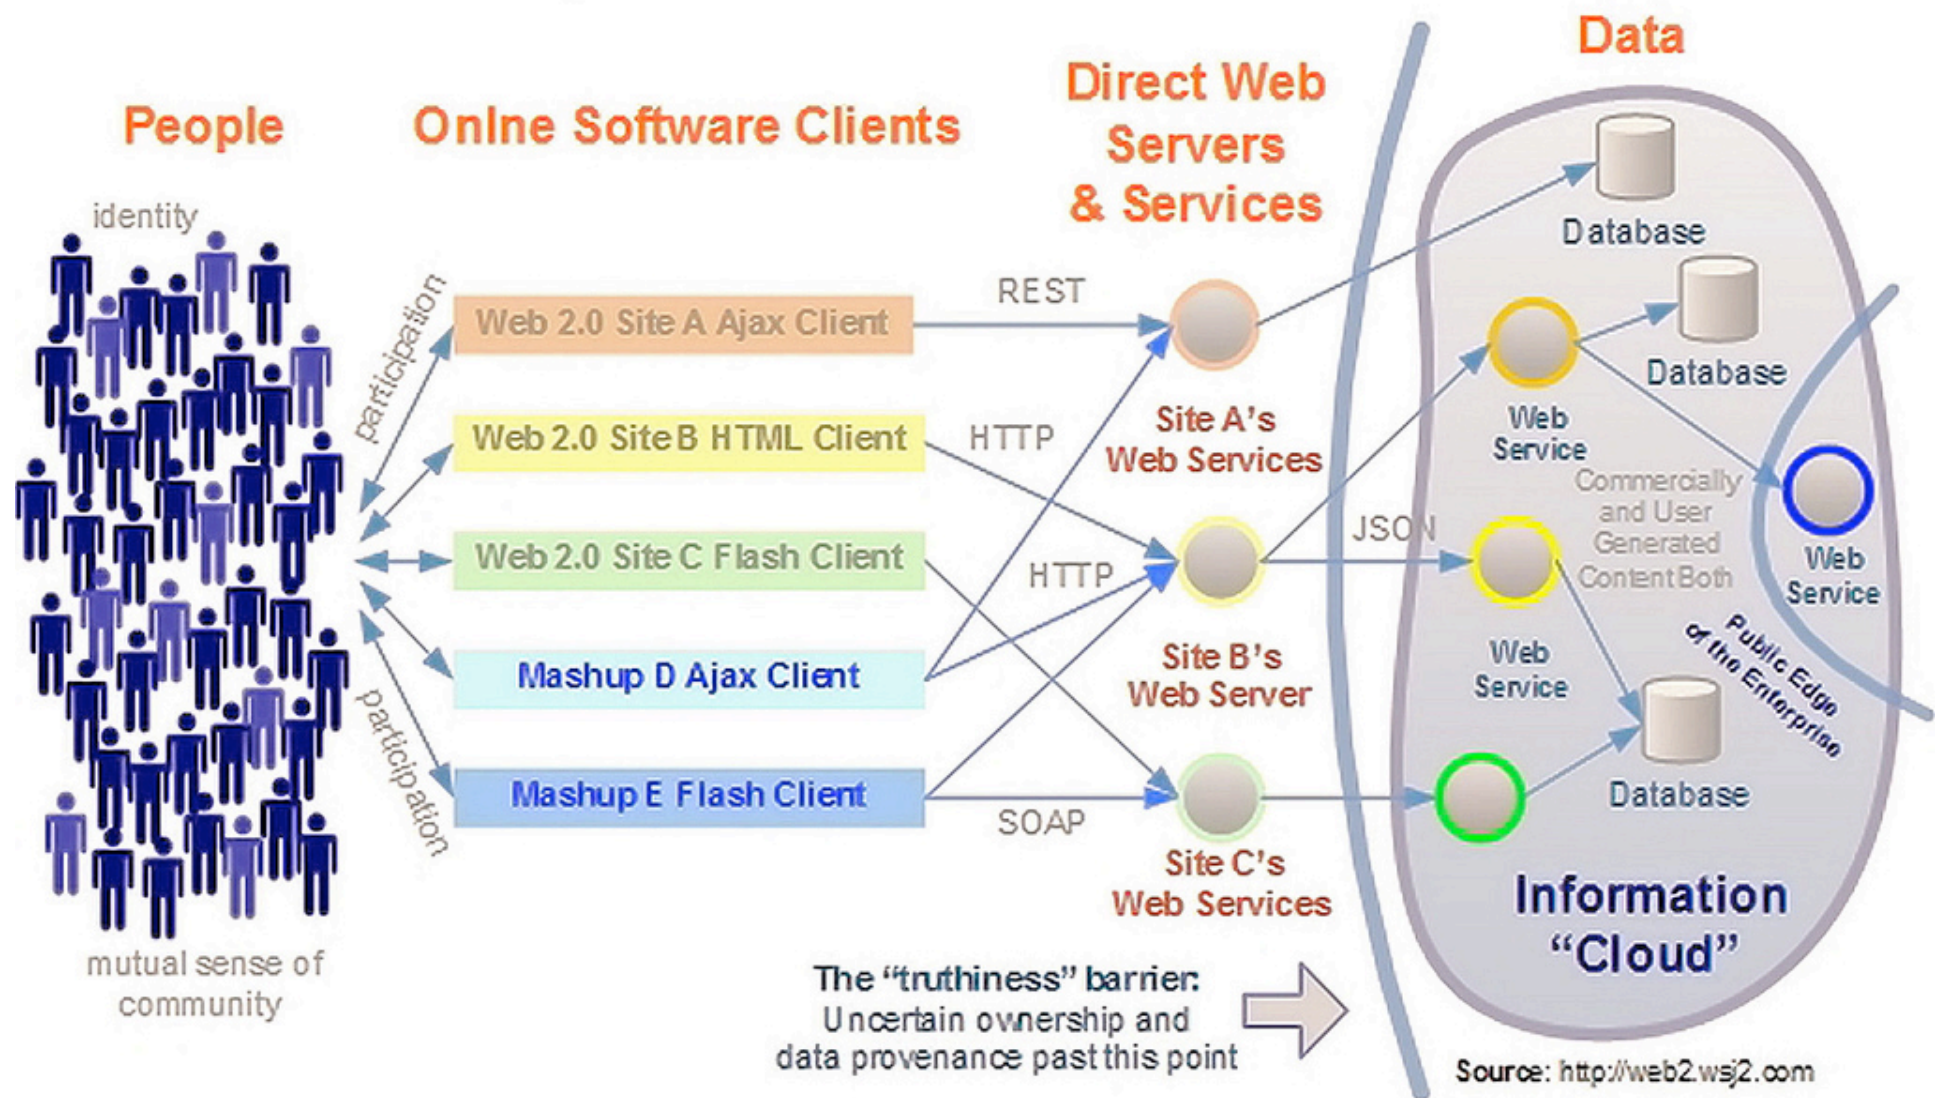 People
identity
mutual sense of
community
participation
participation
Onlne Software Clients
Web 2.0 Site A Ajax Client
Web 2.0 Site B HTML Client
Web 2.0 Site C Flash Client
Mashup D Ajax Client
Mashup E Flash Client
REST
HTTP
HTTP
SOAP
Direct Web
Servers
& Services
Site A's
Web Services
Site B's
Web Server
Site C's
Web Services
The “truthiness” barrier:
Uncertain ownership and
data provenance past this point
JSON
Data
Database
Database
Web
Service
Commercially
and User
Generated
Content Both
Web
Service
Web
Service
Public Edge
of the Enterprise
Database
Information
“Cloud”
Source: http://web2.wsj2.com